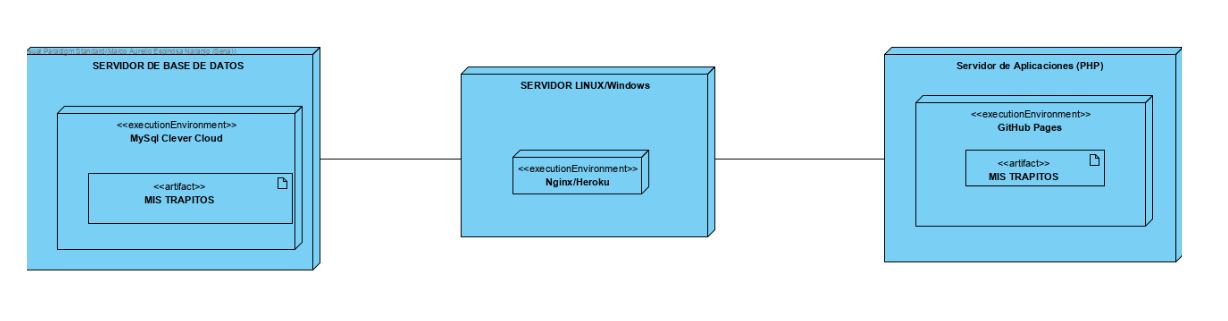 sual Paradigm Standard(Marco Aurelio Espinosa Naranjo (Sena))
SERVIDOR DE BASE DE DATOS
<<executionEnvironment>>
MySql Clever Cloud
<<artifact>>
MIS TRAPITOS
SERVIDOR LINUX/Windows
<<executionEnvironment>>
Nginx/Heroku
Servidor de Aplicaciones (PHP)
<<executionEnvironment>>
GitHub Pages
<<artifact>>
MIS TRAPITOS